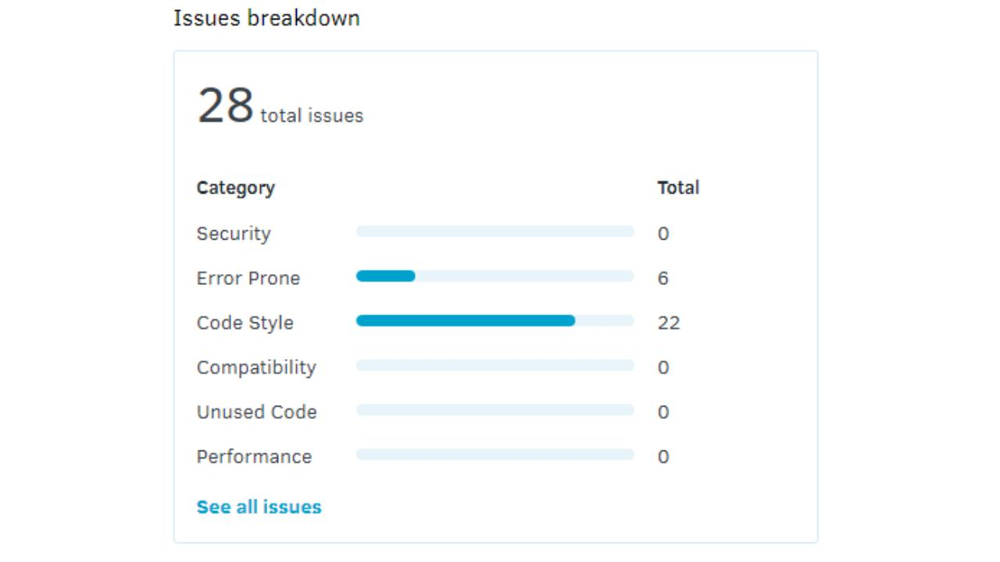 Issues breakdown
28 total issues
Category Total
Security 0
Error Prone 6
Code Style 22
Compatibility 0
Unused Code 0
Performance 0
See all issues